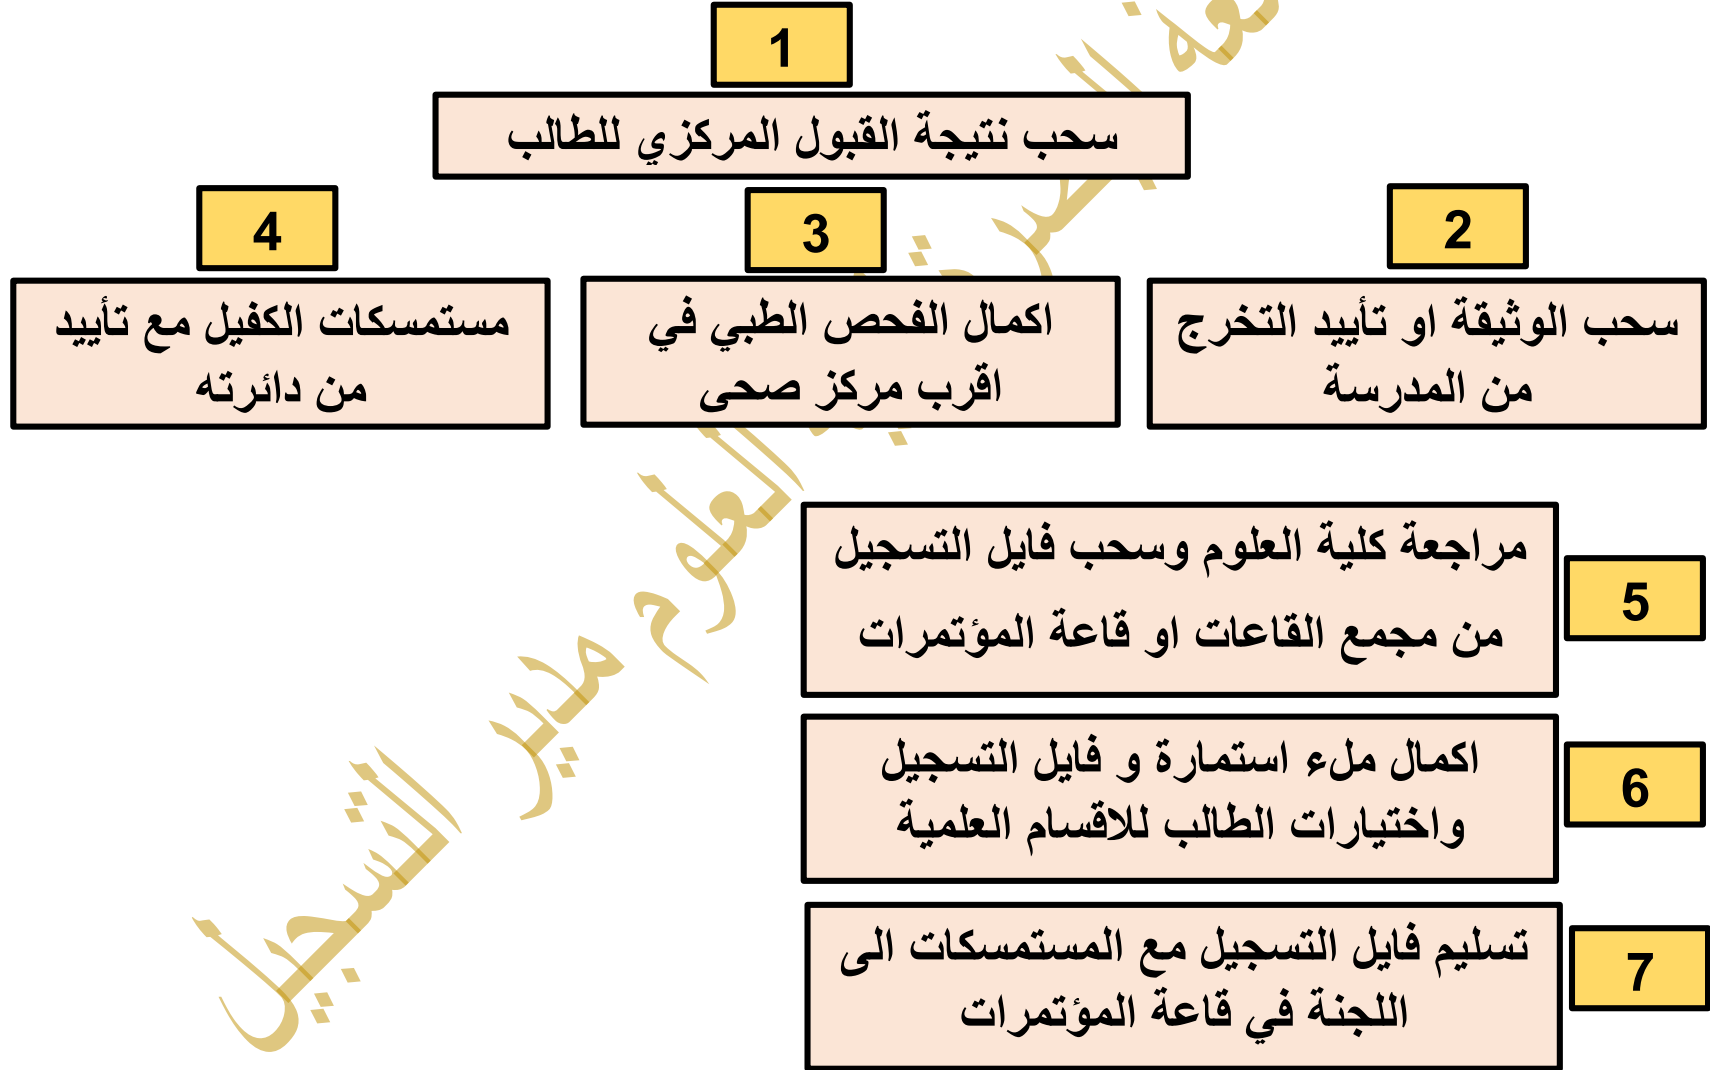 1
سحب نتيجة القبول المركزي للطالب
2
سحب الوثيقة او تأييد التخرج
من المدرسة
3
اكمال الفحص الطبي في
اقرب مركز صحى
4
مستمسكات الكفيل مع تأييد
من دائرته
5
مراجعة كلية العلوم وسحب فايل التسجيل
من مجمع القاعات او قاعة المؤتمرات
6
اكمال ملء استمارة و فايل التسجيل
واختيارات الطالب للاقسام العلمية
7
تسليم فايل التسجيل مع المستمسكات الى
اللجنة في قاعة المؤتمرات
العلوم مدير التسجيل